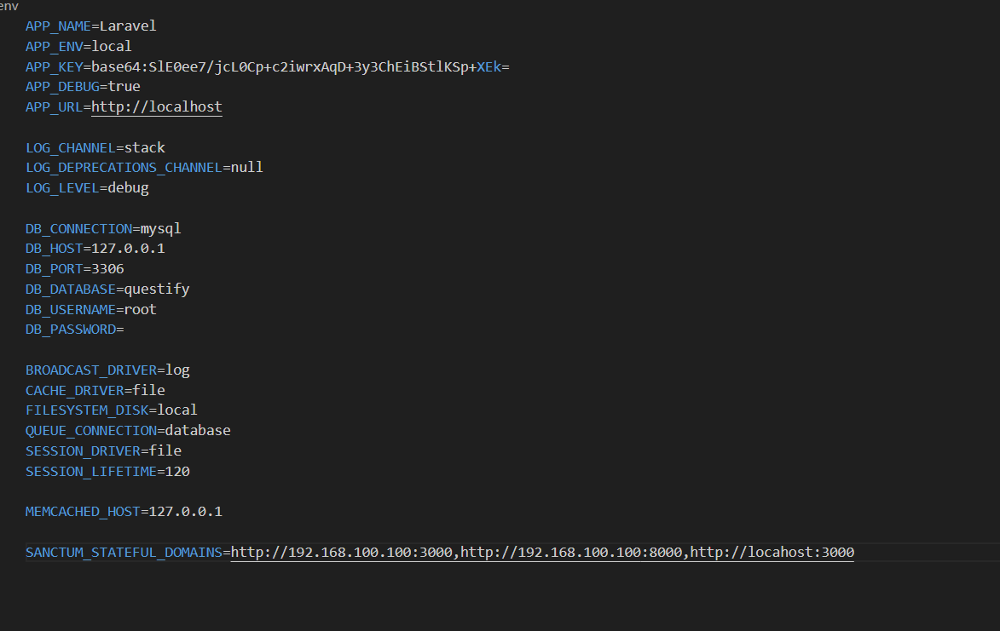 env
APP_NAME=Laravel
APP_ENV=local
APP_KEY=base64:SlE0ee7/jcL0Cp+c2iwrxAqD+3y3ChEiBStlKSp+XEk=
APP_DEBUG=true
APP_URL=http://localhost
LOG_CHANNEL=stack
LOG_DEPRECATIONS_CHANNEL=null
LOG_LEVEL=debug
DB_CONNECTION=mysql
DB_HOST=127.0.0.1
DB_PORT=3306
DB_DATABASE=questify
DB_USERNAME=root
DB_PASSWORD=
BROADCAST_DRIVER=log
CACHE_DRIVER=file
FILESYSTEM_DISK=local
QUEUE_CONNECTION=database
SESSION_DRIVER=file
SESSION_LIFETIME=120
MEMCACHED_HOST=127.0.0.1
SANCTUM_STATEFUL_DOMAINS=http://192.168.100.100:3000,http://192.168.100.100:8000,http://locahost:3000